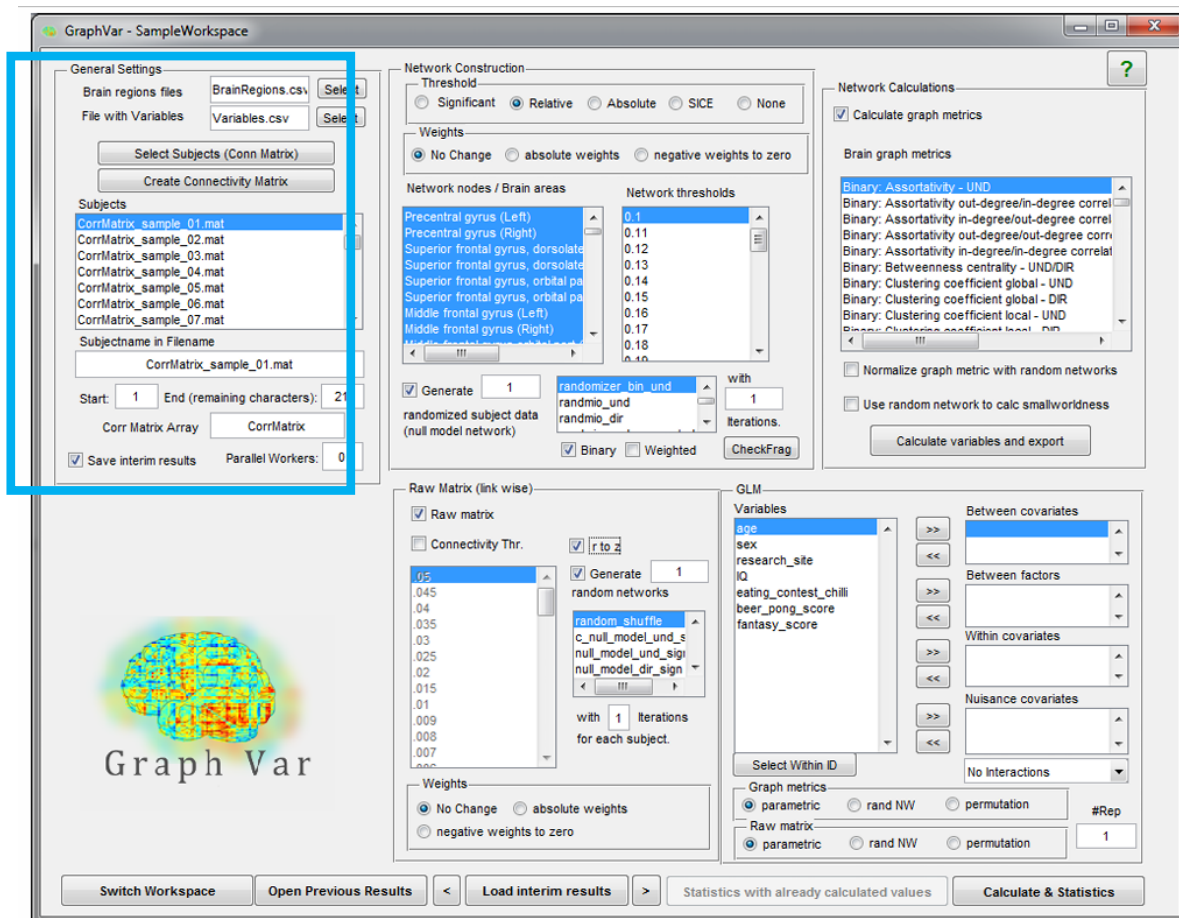 GraphVar - SampleWorkspace
?
General Settings
Brain regions files
BrainRegions.csv
Select
File with Variables
Variables.csv
Select
Select Subjects (Conn Matrix)
Create Connectivity Matrix
Subjects
CorrMatrix_sample_01.mat
CorrMatrix_sample_02.mat
CorrMatrix_sample_03.mat
CorrMatrix_sample_04.mat
CorrMatrix_sample_05.mat
CorrMatrix_sample_06.mat
CorrMatrix_sample_07.mat
Subjectname in Filename
CorrMatrix_sample_01.mat
Start: 1 End (remaining characters): 21
Corr Matrix Array CorrMatrix
Save interim results Parallel Workers: 0
Network Construction
Threshold
Significant Relative Absolute SICE None
Weights
No Change absolute weights negative weights to zero
Network nodes / Brain areas
Precentral gyrus (Left)
Precentral gyrus (Right)
Superior frontal gyrus, dorsolate
Superior frontal gyrus, dorsolate
Superior frontal gyrus, orbital pa
Superior frontal gyrus, orbital pa
Middle frontal gyrus (Left)
Middle frontal gyrus (Right)
Network thresholds
0.1
0.11
0.12
0.13
0.14
0.15
0.16
0.17
0.18
0.19
Generate 1
randomized subject data
(null model network)
randomizer_bin_und
randmio_und
randmio_dir
with
1
Iterations.
Binary Weighted CheckFrag
Network Calculations
Calculate graph metrics
Brain graph metrics
Binary: Assortativity - UND
Binary: Assortativity out-degree/in-degree correl
Binary: Assortativity in-degree/out-degree correl
Binary: Assortativity out-degree/out-degree corr
Binary: Assortativity in-degree/in-degree correlat
Binary: Betweenness centrality - UND/DIR
Binary: Clustering coefficient global - UND
Binary: Clustering coefficient global - DIR
Binary: Clustering coefficient local - UND
Binary: Clustering coefficient local - DIR
Normalize graph metric with random networks
Use random network to calc smallworldness
Calculate variables and export
Raw Matrix (link wise)
Raw matrix
Connectivity Thr.
.05
.045
.04
.035
.03
.025
.02
.015
.01
.009
.008
.007
.006
r to z
Generate 1
random networks
random_shuffle
c_null_model_und_s
null_model_und_sign
null_model_dir_sign
with 1 Iterations
for each subject.
Weights
No Change absolute weights
negative weights to zero
GLM
Variables
age
sex
research_site
IQ
eating_contest_chilli
beer_pong_score
fantasy_score
Select Within ID
>>
<<
>>
<<
>>
<<
>>
<<
Between covariates
Between factors
Within covariates
Nuisance covariates
No Interactions
Graph metrics
parametric rand NW permutation
Raw matrix
parametric rand NW permutation
#Rep
1
Graph Var
Switch Workspace
Open Previous Results
<
Load interim results
>
Statistics with already calculated values
Calculate & Statistics